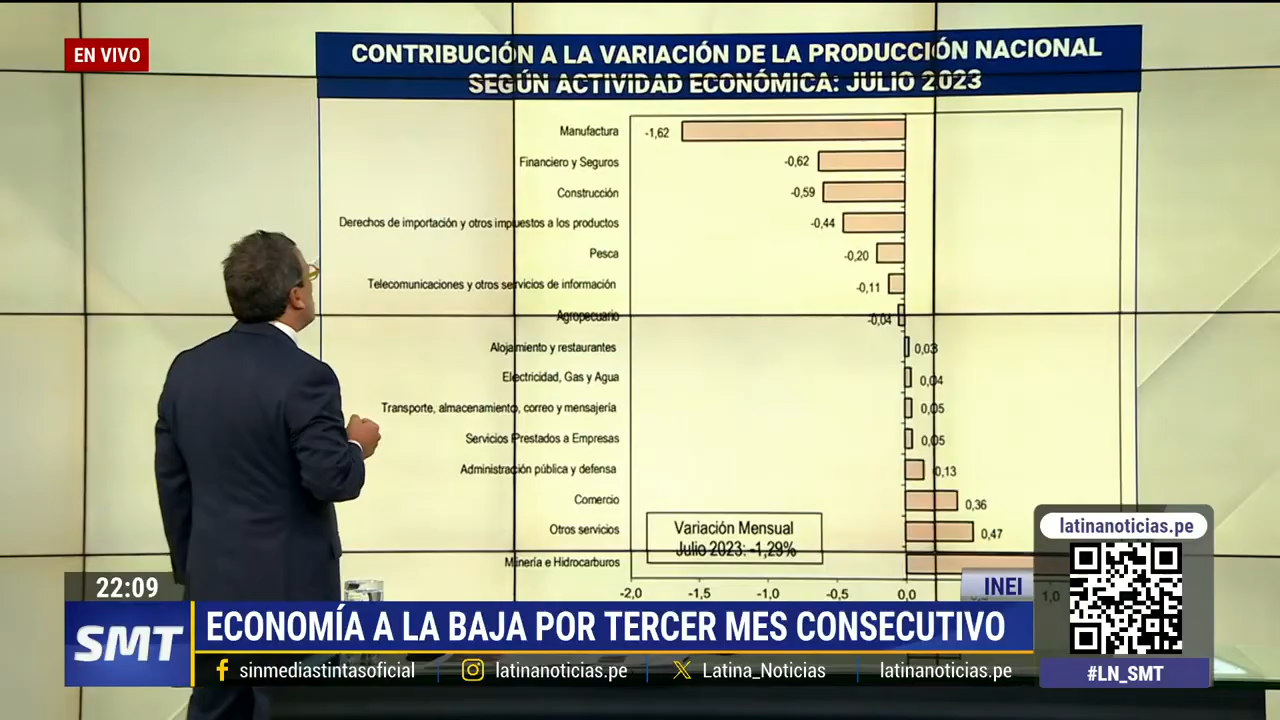 EN VIVO
CONTRIBUCIÓN A LA VARIACIÓN DE LA PRODUCCIÓN NACIONAL
SEGÚN ACTIVIDAD ECONÓMICA: JULIO 2023
Manufactura -1,62
Financiero y Seguros -0,62
Construcción -0,59
Derechos de importación y otros impuestos a los productos -0,44
Pesca -0,20
Telecomunicaciones y otros servicios de información -0,11
Agropecuario -0,04
Alojamiento y restaurantes 0,03
Electricidad, Gas y Agua 0,04
Transporte, almacenamiento, correo y mensajería 0,05
Servicios Prestados a Empresas 0,05
Administración pública y defensa 0,13
Comercio 0,36
Otros servicios 0,47
Minería e Hidrocarburos
Variación Mensual
Julio 2023: -1,29%
-2,0 -1,5 -1,0 -0,5 0,0 1,0
latinanoticias.pe
#LN_SMT
22:09
INEI
SMT
ECONOMÍA A LA BAJA POR TERCER MES CONSECUTIVO
sinmediastintasoficial latinanoticias.pe Latina_Noticias latinanoticias.pe